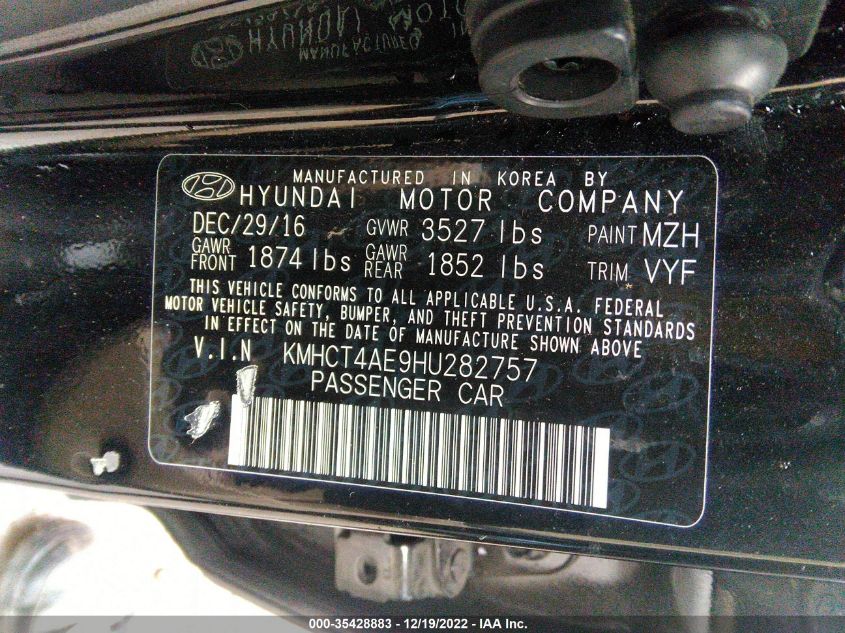 MANUFACTURED IN KOREA BY
HYUNDAI MOTOR COMPANY
DEC/29/16 GVWR 3527 lbs PAINT MZH
GAWR FRONT 1874 lbs GAWR REAR 1852 lbs TRIM VYF
THIS VEHICLE CONFORMS TO ALL APPLICABLE U.S.A. FEDERAL
MOTOR VEHICLE SAFETY, BUMPER, AND THEFT PREVENTION STANDARDS
IN EFFECT ON THE DATE OF MANUFACTURE SHOWN ABOVE
V.I.N KMHCT4AE9HU282757
PASSENGER CAR
000-35428883 - 12/19/2022 - IAA Inc.